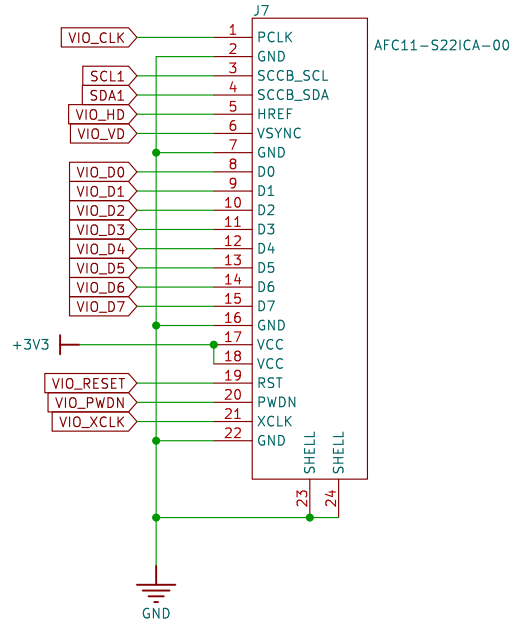 J7
AFC11-S22ICA-00
VIO_CLK 1 PCLK
2 GND
SCL1 3 SCCB_SCL
SDA1 4 SCCB_SDA
VIO_HD 5 HREF
VIO_VD 6 VSYNC
7 GND
VIO_D0 8 D0
VIO_D1 9 D1
VIO_D2 10 D2
VIO_D3 11 D3
VIO_D4 12 D4
VIO_D5 13 D5
VIO_D6 14 D6
VIO_D7 15 D7
16 GND
+3V3 17 VCC
18 VCC
VIO_RESET 19 RST
VIO_PWDN 20 PWDN
VIO_XCLK 21 XCLK
22 GND
SHELL SHELL
23 24
GND